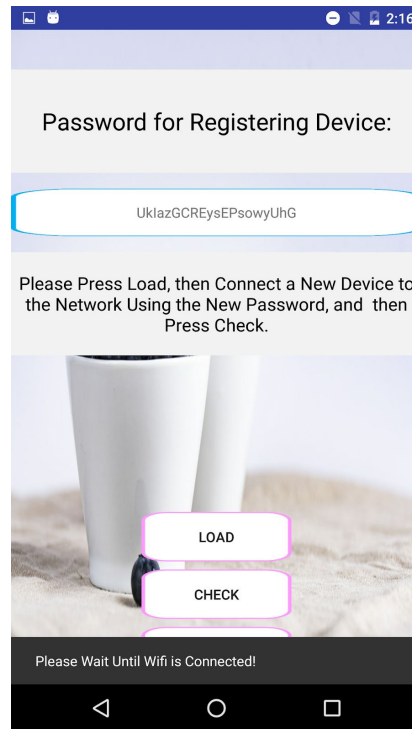 2:16
Password for Registering Device:
UkIazGCREysEPsowyUhG
Please Press Load, then Connect a New Device to
the Network Using the New Password, and  then
Press Check.
LOAD
CHECK
Please Wait Until Wifi is Connected!